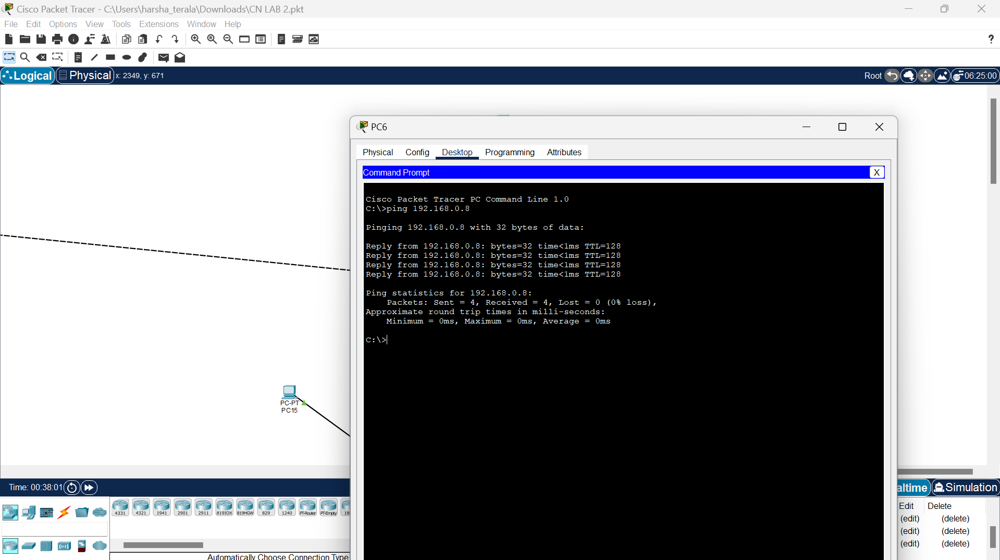 Cisco Packet Tracer - C:\Users\harsha_terala\Downloads\CN LAB 2.pkt
File Edit Options View Tools Extensions Window Help
?
Logical Physical x: 2349, y: 671 Root 06:25:00
PC6
Physical Config Desktop Programming Attributes
Command Prompt X
Cisco Packet Tracer PC Command Line 1.0
C:\>ping 192.168.0.8
Pinging 192.168.0.8 with 32 bytes of data:
Reply from 192.168.0.8: bytes=32 time<1ms TTL=128
Reply from 192.168.0.8: bytes=32 time<1ms TTL=128
Reply from 192.168.0.8: bytes=32 time<1ms TTL=128
Reply from 192.168.0.8: bytes=32 time<1ms TTL=128
Ping statistics for 192.168.0.8:
Packets: Sent = 4, Received = 4, Lost = 0 (0% loss),
Approximate round trip times in milli-seconds:
Minimum = 0ms, Maximum = 0ms, Average = 0ms
C:\>
PC-PT
PC15
Time: 00:38:01 altime Simulation
4331 4321 1941 2901 2911 819IOX 819HGW 829 1240 PT-Router PT-Empty 18
Edit Delete
(edit) (delete)
(edit) (delete)
(edit) (delete)
Automatically Choose Connection Type